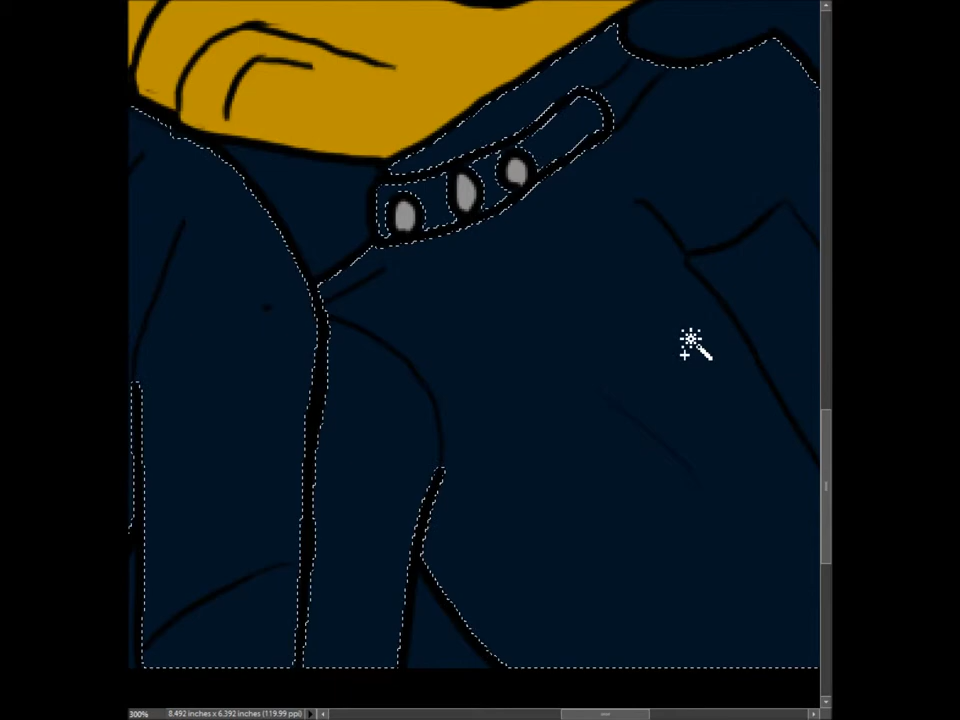 300% 8.492 inches x 6.392 inches (119.99 ppi)